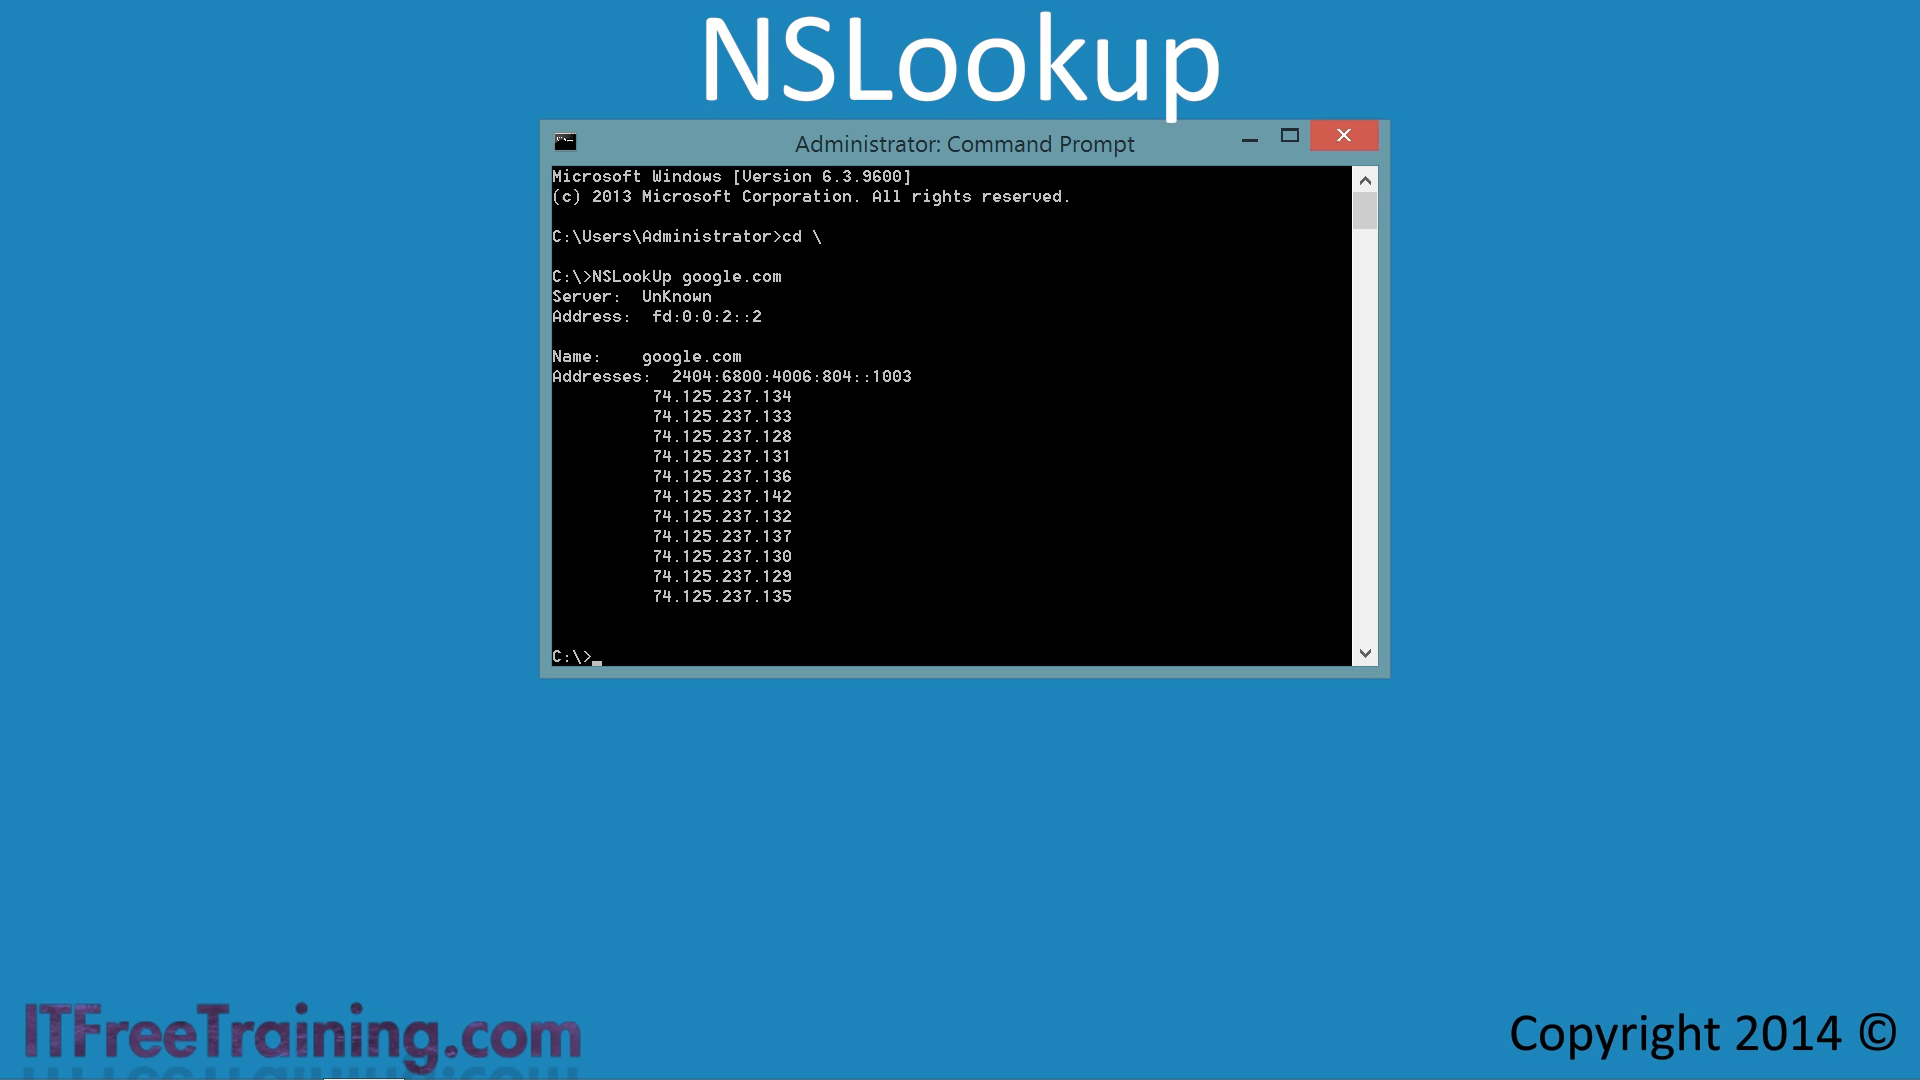 NSLookup
Administrator: Command Prompt
Microsoft Windows [Version 6.3.9600]
(c) 2013 Microsoft Corporation. All rights reserved.
C:\Users\Administrator>cd \
C:\>NSLookUp google.com
Server:  UnKnown
Address:  fd:0:0:2::2
Name:    google.com
Addresses:  2404:6800:4006:804::1003
74.125.237.134
74.125.237.133
74.125.237.128
74.125.237.131
74.125.237.136
74.125.237.142
74.125.237.132
74.125.237.137
74.125.237.130
74.125.237.129
74.125.237.135
C:\>_
ITFreeTraining.com
Copyright 2014 ©